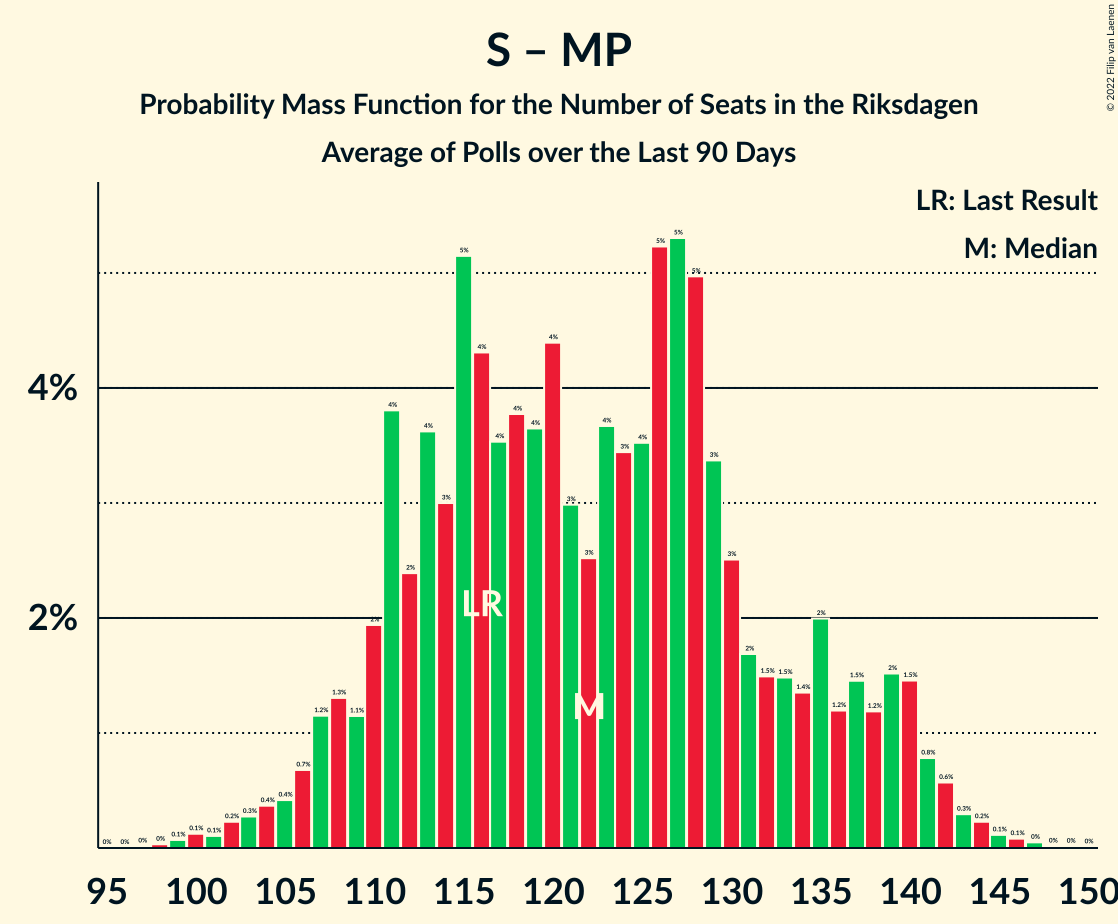 S – MP
Probability Mass Function for the Number of Seats in the Riksdagen
Average of Polls over the Last 90 Days
© 2022 Filip van Laenen
LR: Last Result
M: Median
4%
2%
0% 0% 0% 0% 0.1% 0.1% 0.1% 0.2% 0.3% 0.4% 0.4% 0.7% 1.2% 1.3% 1.1% 2% 4% 2% 4% 3% 5% 4% 4% 4% 4% 4% 3% 3% 4% 3% 4% 5% 5% 5% 3% 3% 2% 1.5% 1.5% 1.4% 2% 1.2% 1.5% 1.2% 2% 1.5% 0.8% 0.6% 0.3% 0.2% 0.1% 0.1% 0% 0% 0% 0%
LR
M
95 100 105 110 115 120 125 130 135 140 145 150